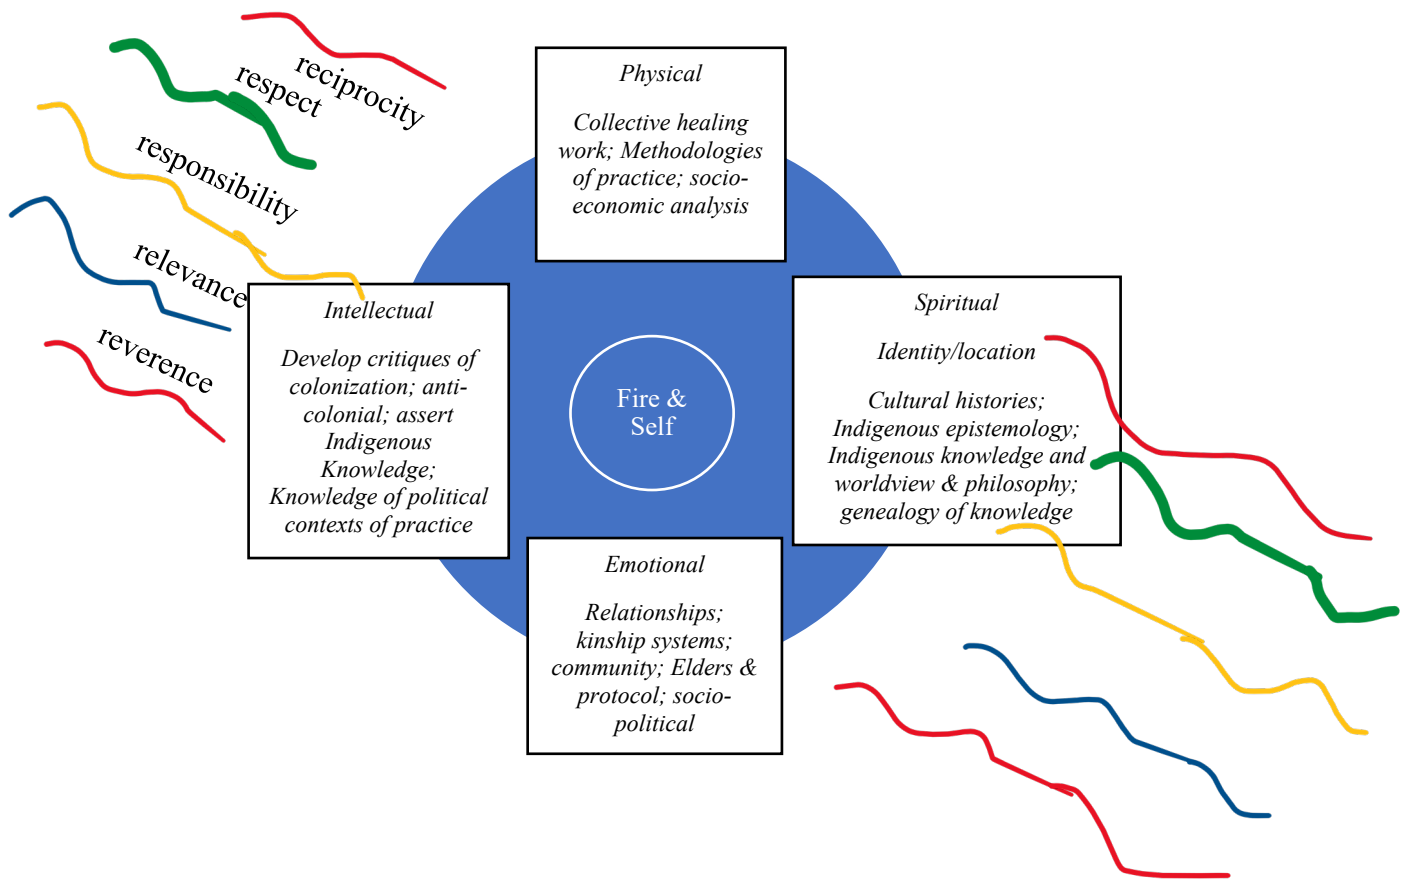 reciprocity
respect
responsibility
relevance
reverence
Physical
Collective healing
work; Methodologies
of practice; socio-
economic analysis
Intellectual
Develop critiques of
colonization; anti-
colonial; assert
Indigenous
Knowledge;
Knowledge of political
contexts of practice
Fire &
Self
Spiritual
Identity/location
Cultural histories;
Indigenous epistemology;
Indigenous knowledge and
worldview & philosophy;
genealogy of knowledge
Emotional
Relationships;
kinship systems;
community; Elders &
protocol; socio-
political